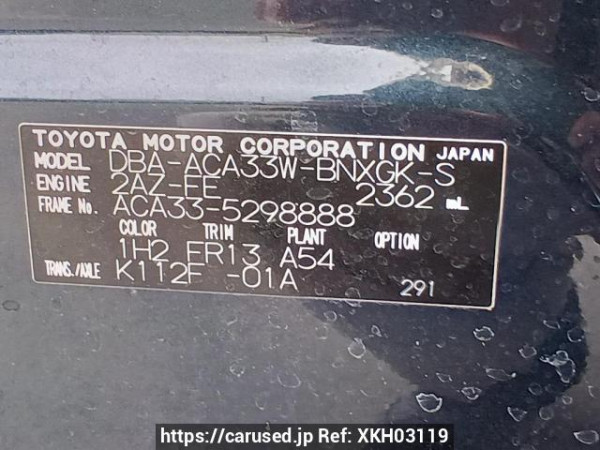 TOYOTA MOTOR CORPORATION JAPAN
MODEL DBA-ACA33W-BNXGK-S
ENGINE 2AZ-FE 2362 mL
FRAME No. ACA33-5298888
COLOR TRIM PLANT OPTION
1H2 FR13 A54
TRANS./AXLE K112F -01A
291
https://carused.jp Ref: XKH03119